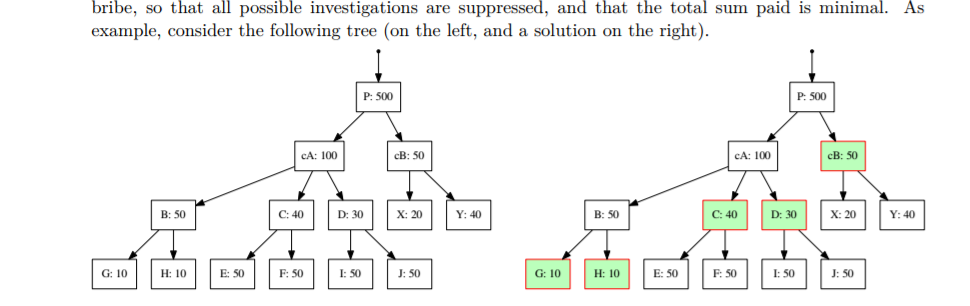 bribe, so that all possible investigations are suppressed, and that the total sum paid is minimal. As
example, consider the following tree (on the left, and a solution on the right).
P: 500
cA: 100
cB: 50
B: 50
C: 40
D: 30
X: 20
Y: 40
G: 10
H: 10
E: 50
F: 50
I: 50
J: 50
P: 500
cA: 100
cB: 50
B: 50
C: 40
D: 30
X: 20
Y: 40
G: 10
H: 10
E: 50
F: 50
I: 50
J: 50